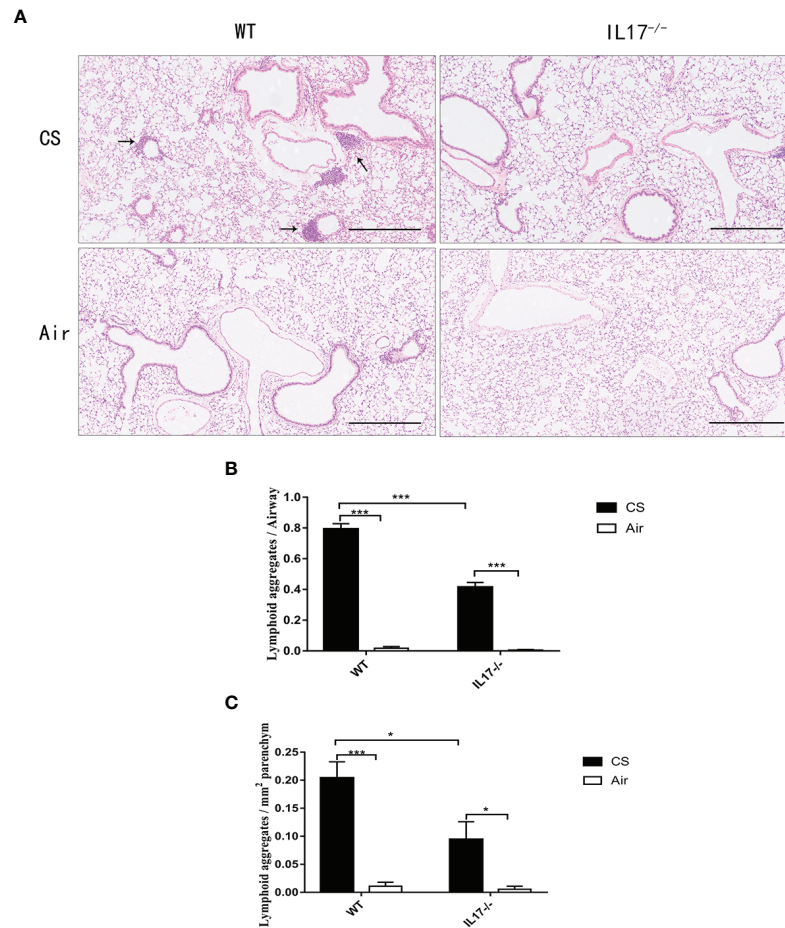 A
WT
IL17⁻/⁻
CS
Air
B
Lymphoid aggregates / Airway
1.0
0.8
0.6
0.4
0.2
0.0
***
***
***
WT
IL17-/-
CS
Air
C
Lymphoid aggregates / mm² parenchym
0.25
0.20
0.15
0.10
0.05
0.00
*
***
*
WT
IL17-/-
CS
Air